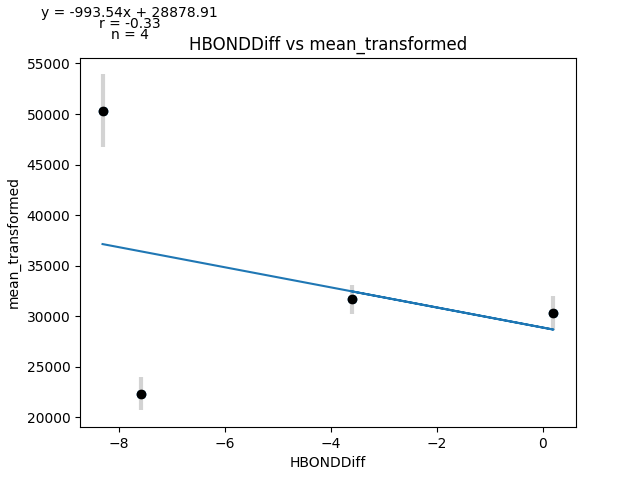 y = -993.54x + 28878.91
r = -0.33
n = 4
HBONDDiff vs mean_transformed
55000
50000
45000
40000
35000
30000
25000
20000
mean_transformed
−8
−6
−4
−2
0
HBONDDiff